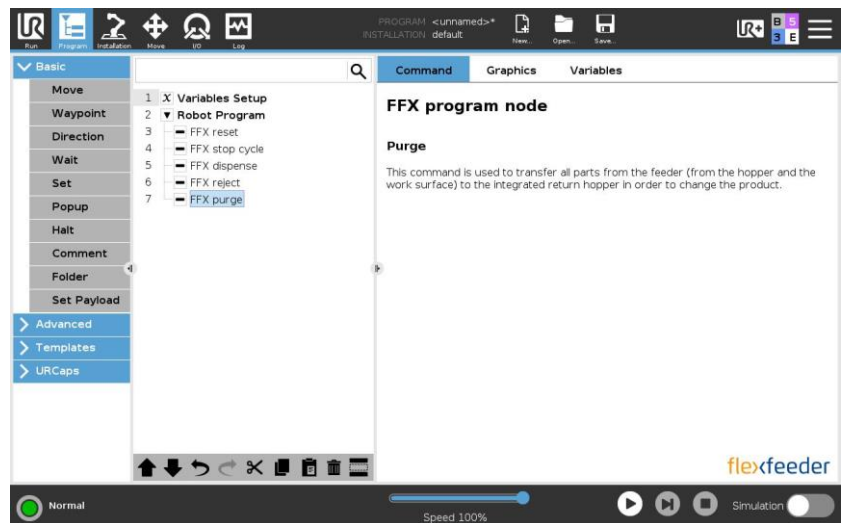 PROGRAM <unnamed>*
INSTALLATION default
Run Program Installation Move I/O Log New... Open... Save...
UR+ B 5 3 E
Basic
Move
Waypoint
Direction
Wait
Set
Popup
Halt
Comment
Folder
Set Payload
Advanced
Templates
URCaps
1 X Variables Setup
2 Robot Program
3 FFX reset
4 FFX stop cycle
5 FFX dispense
6 FFX reject
7 FFX purge
Command Graphics Variables
FFX program node
Purge
This command is used to transfer all parts from the feeder (from the hopper and the
work surface) to the integrated return hopper in order to change the product.
flexfeeder
Normal
Speed 100%
Simulation